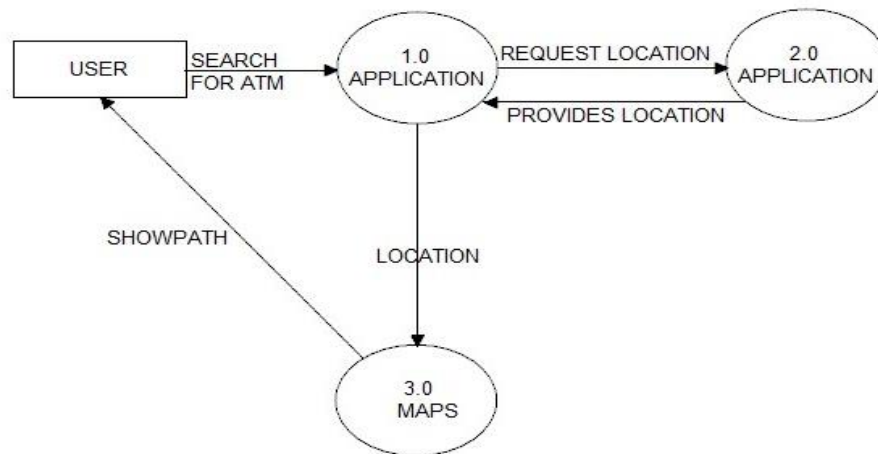 USER
SEARCH
FOR ATM
1.0
APPLICATION
REQUEST LOCATION
PROVIDES LOCATION
2.0
APPLICATION
SHOWPATH
LOCATION
3.0
MAPS